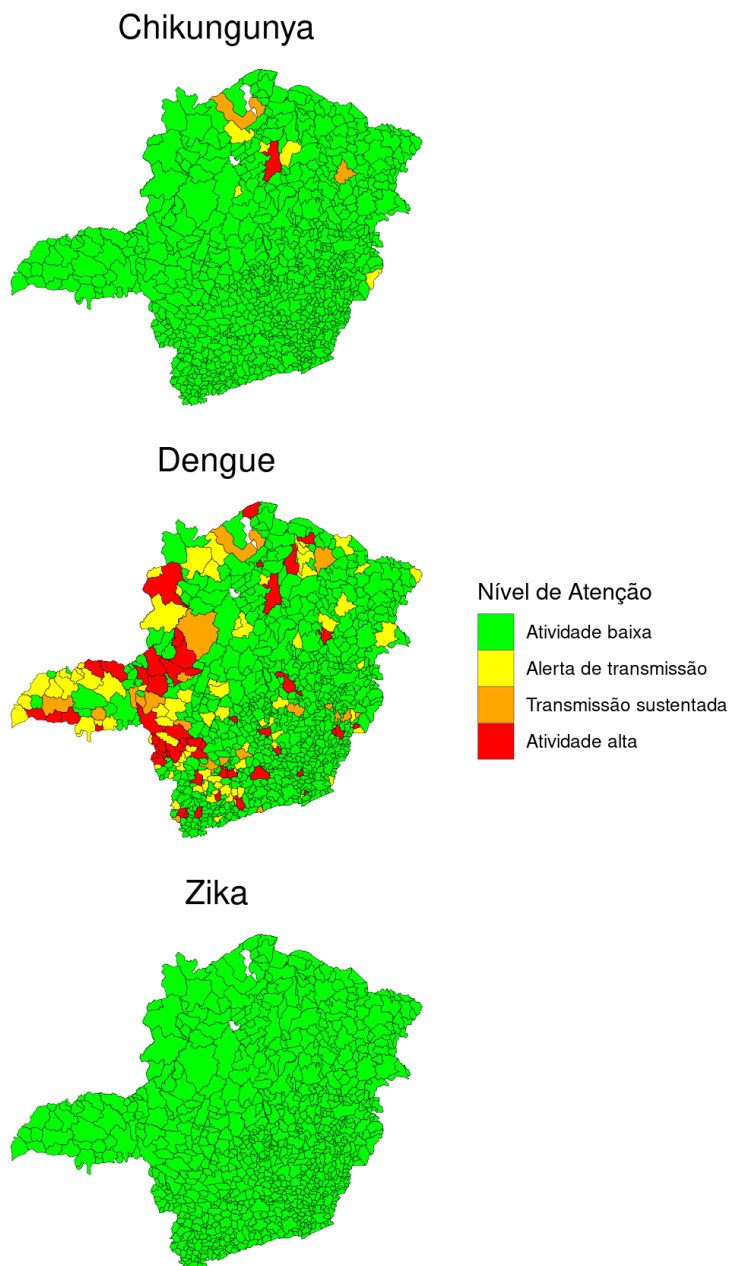 Chikungunya
Dengue
Nível de Atenção
Atividade baixa
Alerta de transmissão
Transmissão sustentada
Atividade alta
Zika